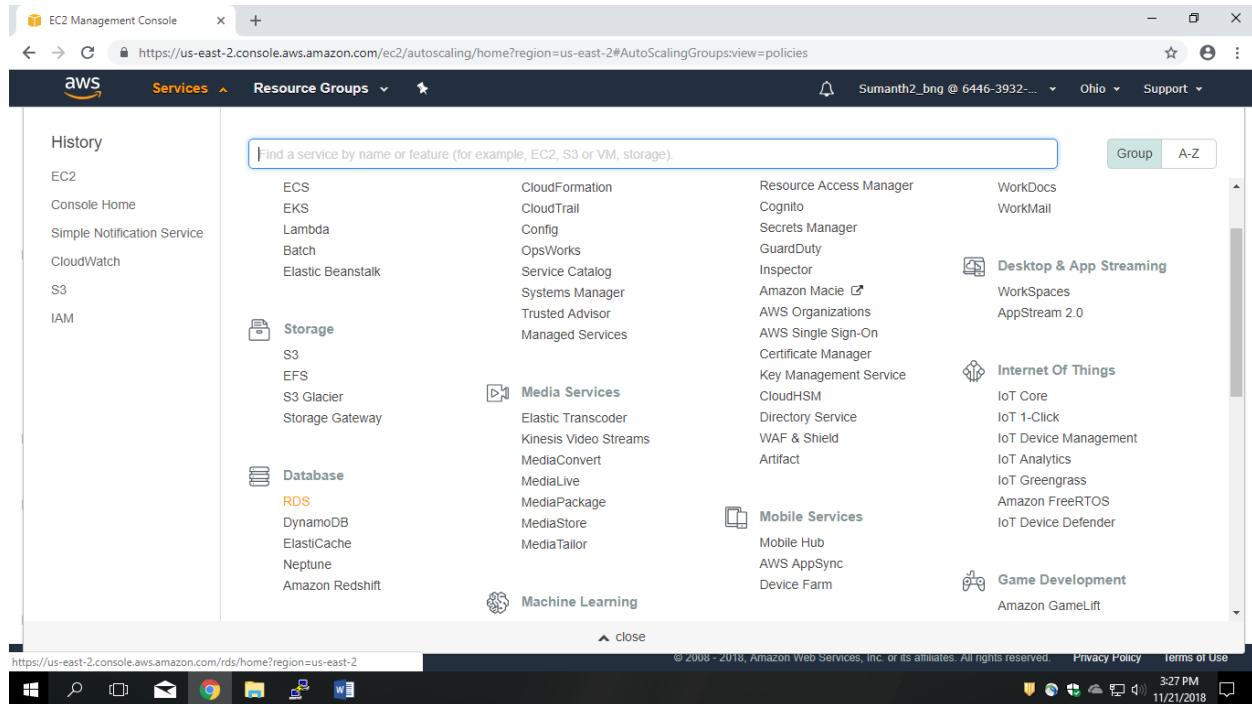 EC2 Management Console
https://us-east-2.console.aws.amazon.com/ec2/autoscaling/home?region=us-east-2#AutoScalingGroups:view=policies
aws Services Resource Groups Sumanth2_bng @ 6446-3932-... Ohio Support
History
EC2
Console Home
Simple Notification Service
CloudWatch
S3
IAM
Find a service by name or feature (for example, EC2, S3 or VM, storage).
Group A-Z
ECS
EKS
Lambda
Batch
Elastic Beanstalk
Storage
S3
EFS
S3 Glacier
Storage Gateway
Database
RDS
DynamoDB
ElastiCache
Neptune
Amazon Redshift
CloudFormation
CloudTrail
Config
OpsWorks
Service Catalog
Systems Manager
Trusted Advisor
Managed Services
Media Services
Elastic Transcoder
Kinesis Video Streams
MediaConvert
MediaLive
MediaPackage
MediaStore
MediaTailor
Machine Learning
Resource Access Manager
Cognito
Secrets Manager
GuardDuty
Inspector
Amazon Macie
AWS Organizations
AWS Single Sign-On
Certificate Manager
Key Management Service
CloudHSM
Directory Service
WAF & Shield
Artifact
Mobile Services
Mobile Hub
AWS AppSync
Device Farm
WorkDocs
WorkMail
Desktop & App Streaming
WorkSpaces
AppStream 2.0
Internet Of Things
IoT Core
IoT 1-Click
IoT Device Management
IoT Analytics
IoT Greengrass
Amazon FreeRTOS
IoT Device Defender
Game Development
Amazon GameLift
close
https://us-east-2.console.aws.amazon.com/rds/home?region=us-east-2
© 2008 - 2018, Amazon Web Services, Inc. or its affiliates. All rights reserved. Privacy Policy Terms of Use
3:27 PM
11/21/2018